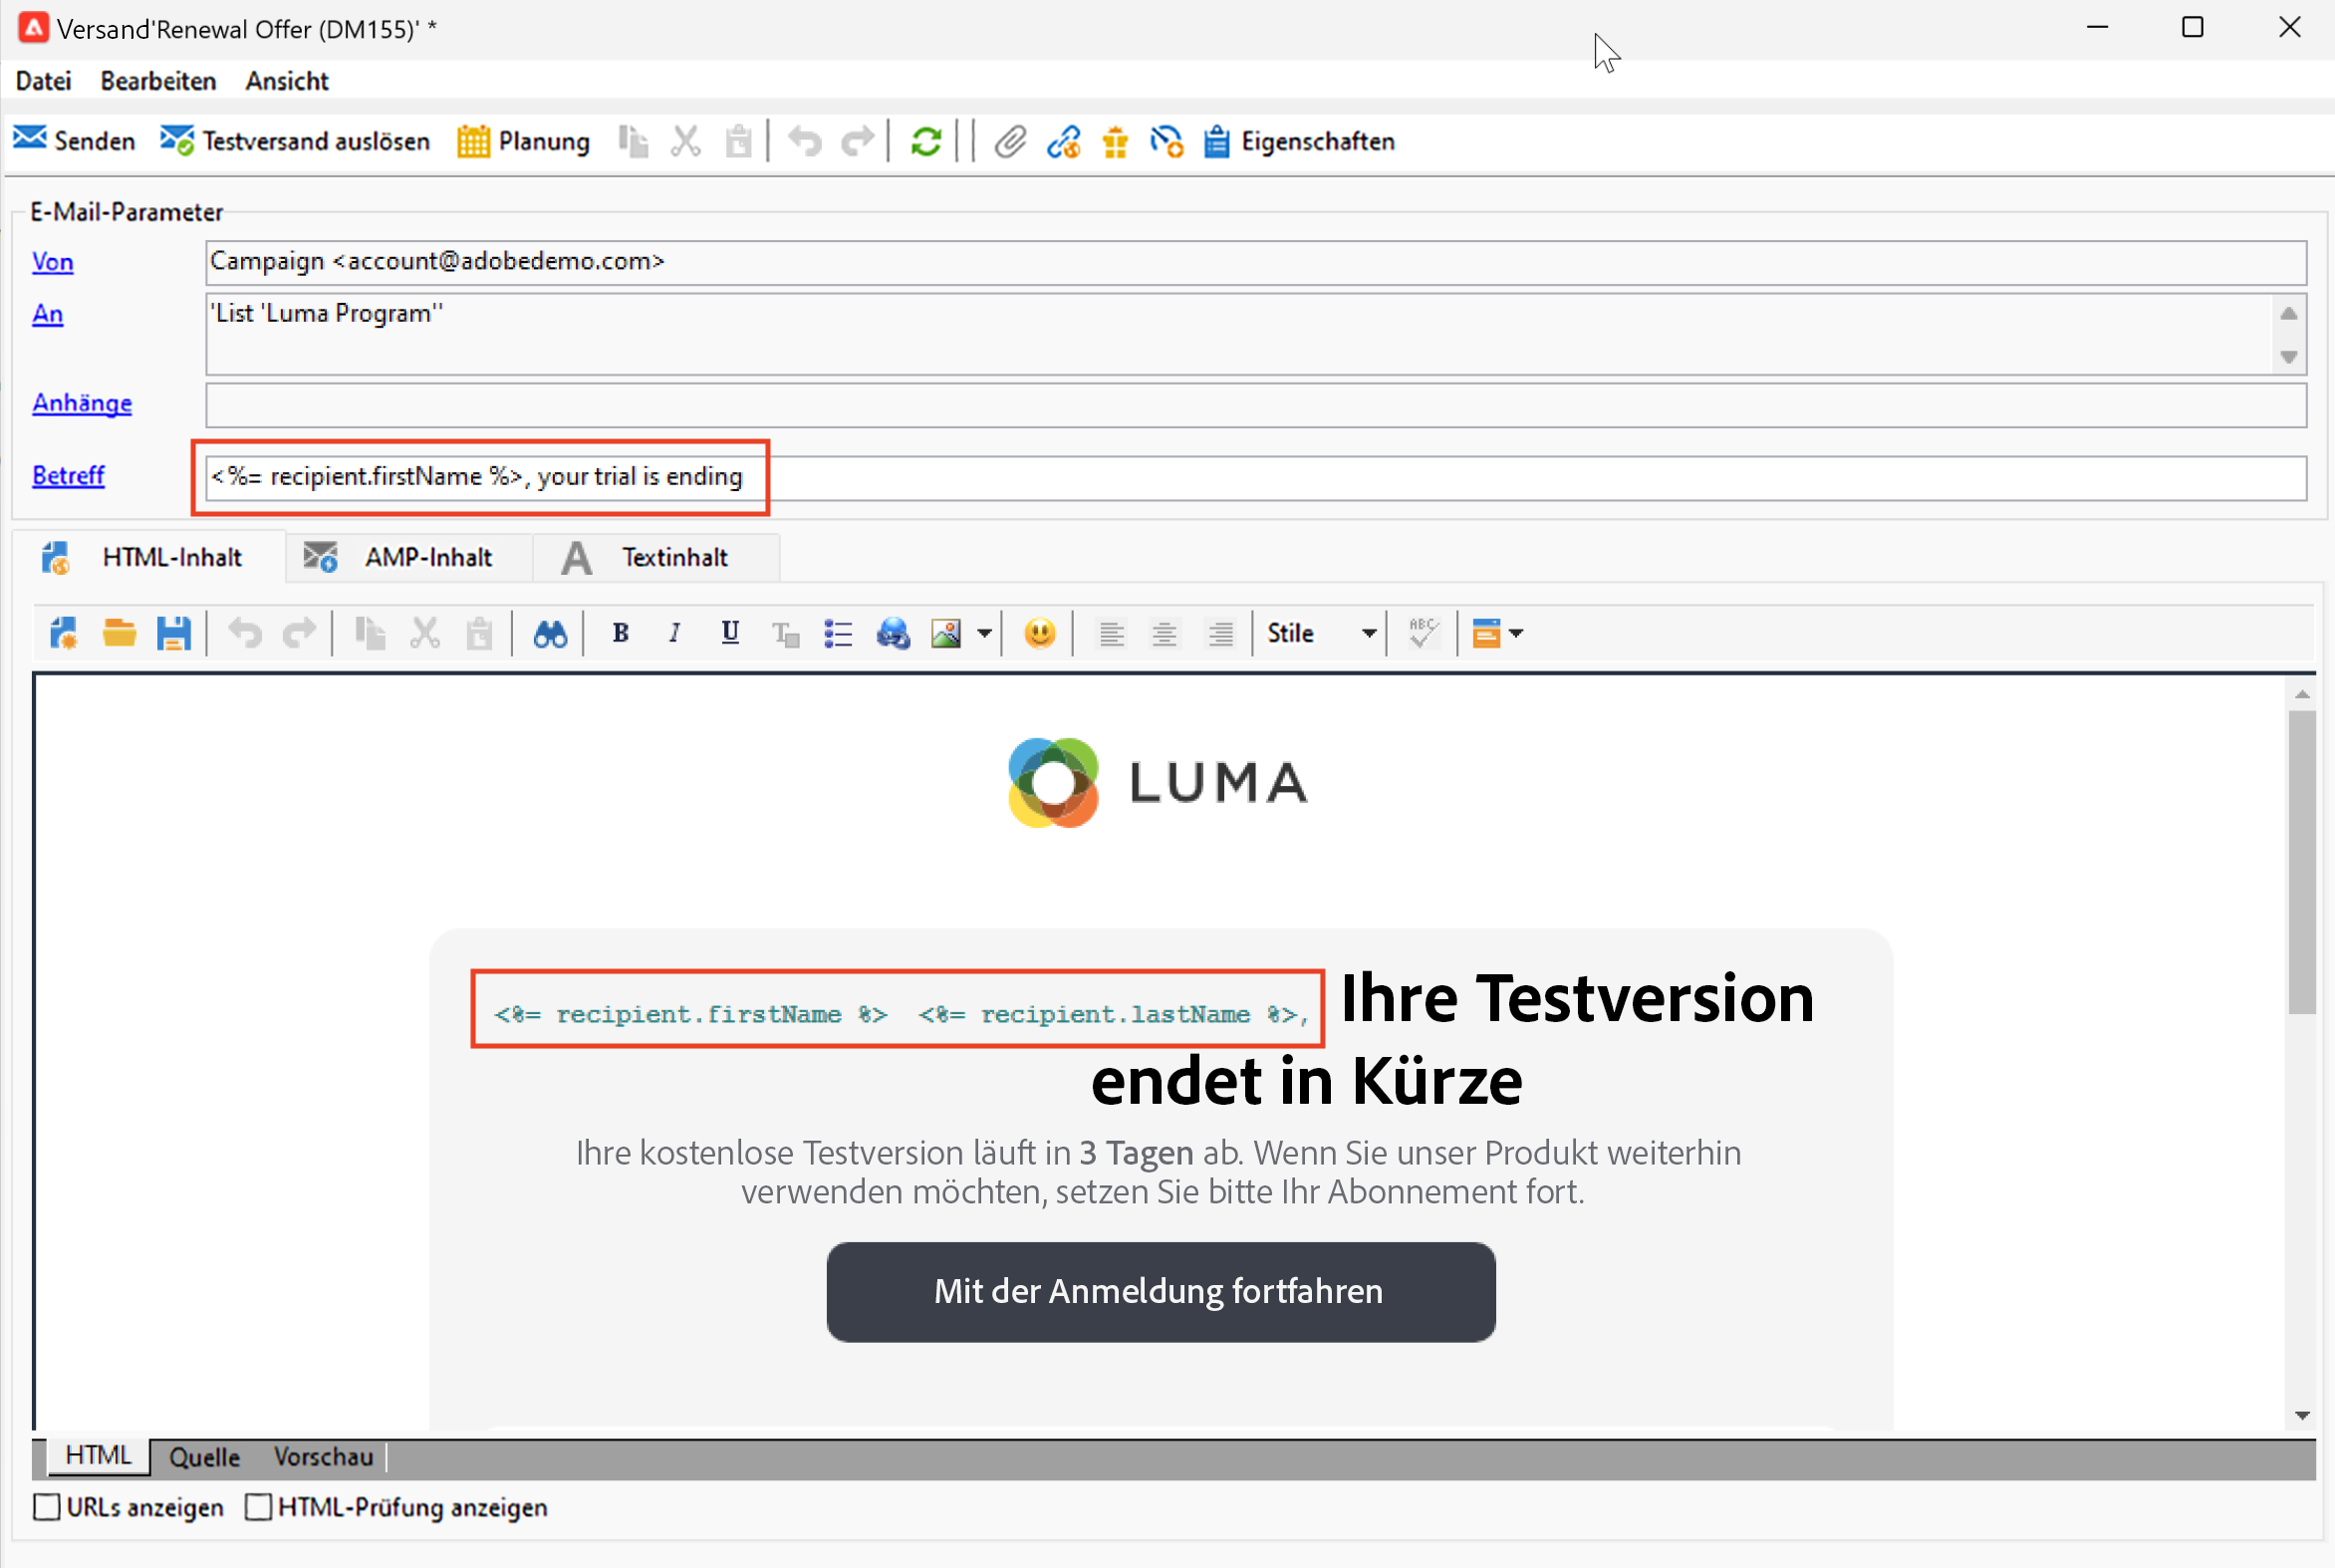 Versand'Renewal Offer (DM155)' *
Datei Bearbeiten Ansicht
Senden Testversand auslösen Planung Eigenschaften
E-Mail-Parameter
Von Campaign <account@adobedemo.com>
An 'List 'Luma Program''
Anhänge
Betreff <%= recipient.firstName %>, your trial is ending
HTML-Inhalt AMP-Inhalt A Textinhalt
B I U T Stile ABC
LUMA
<%= recipient.firstName %> <%= recipient.lastName %>, Ihre Testversion
endet in Kürze
Ihre kostenlose Testversion läuft in 3 Tagen ab. Wenn Sie unser Produkt weiterhin
verwenden möchten, setzen Sie bitte Ihr Abonnement fort.
Mit der Anmeldung fortfahren
HTML Quelle Vorschau
URLs anzeigen HTML-Prüfung anzeigen